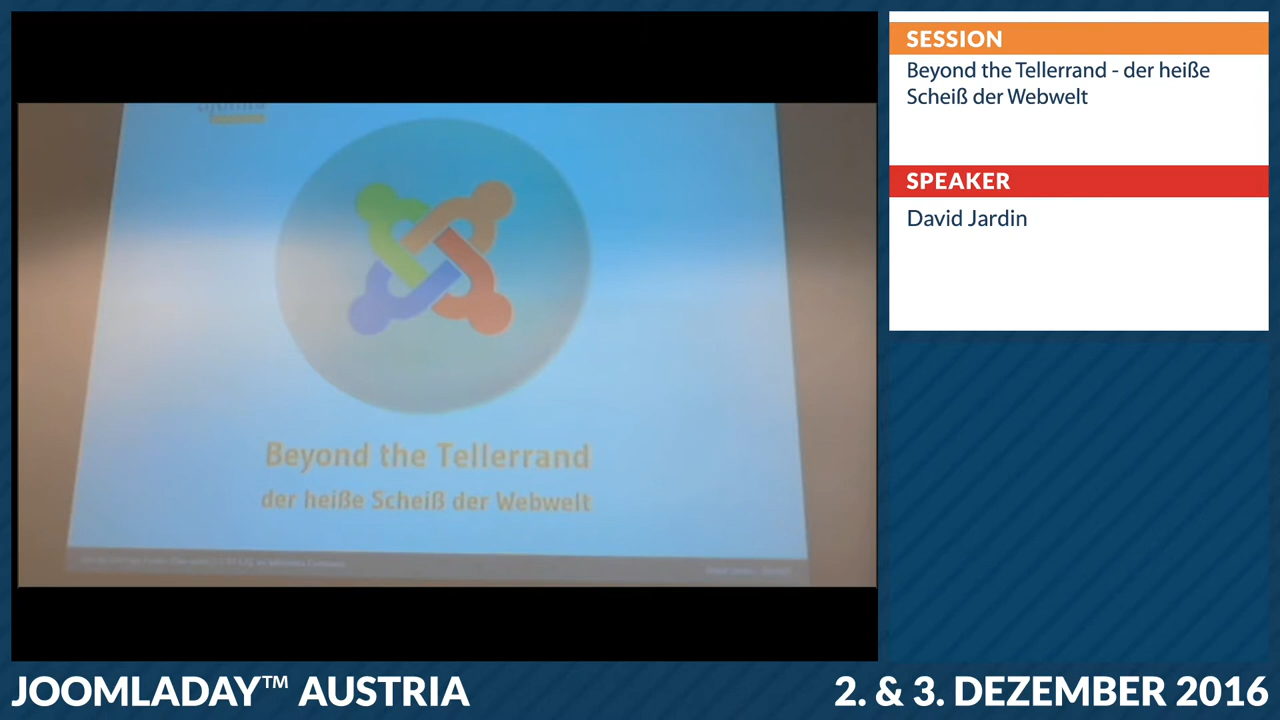 SESSION
Beyond the Tellerrand - der heiße
Scheiß der Webwelt
SPEAKER
David Jardin
Beyond the Tellerrand
der heiße Scheiß der Webwelt
JOOMLADAY™ AUSTRIA
2. & 3. DEZEMBER 2016